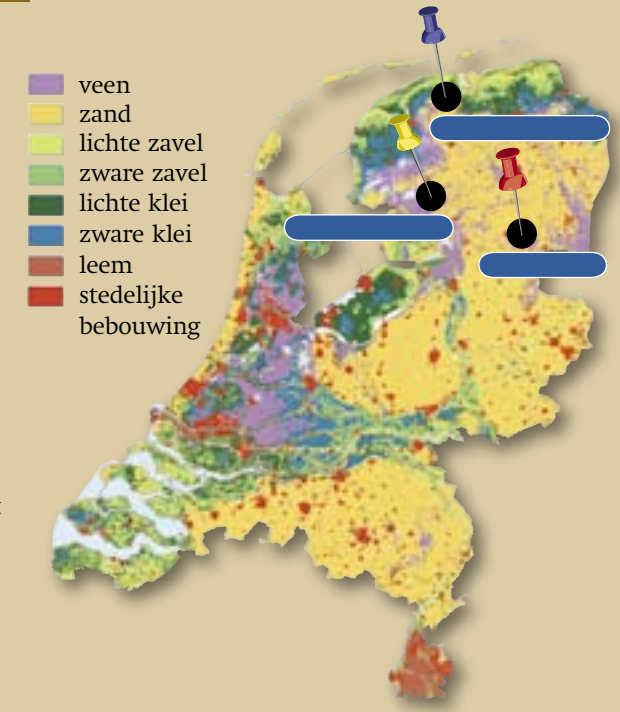 veen
zand
lichte zavel
zware zavel
lichte klei
zware klei
leem
stedelijke
bebouwing